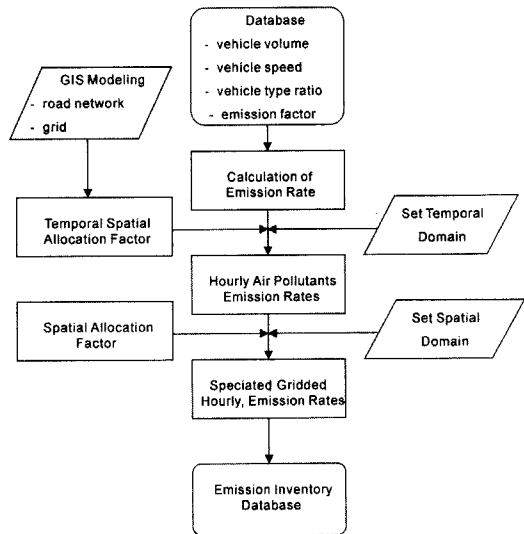 Database
- vehicle volume
- vehicle speed
- vehicle type ratio
- emission factor
GIS Modeling
- road network
- grid
Calculation of
Emission Rate
Temporal Spatial
Allocation Factor
Set Temporal
Domain
Hourly Air Pollutants
Emission Rates
Spatial Allocation
Factor
Set Spatial
Domain
Speciated Gridded
Hourly, Emission Rates
Emission Inventory
Database